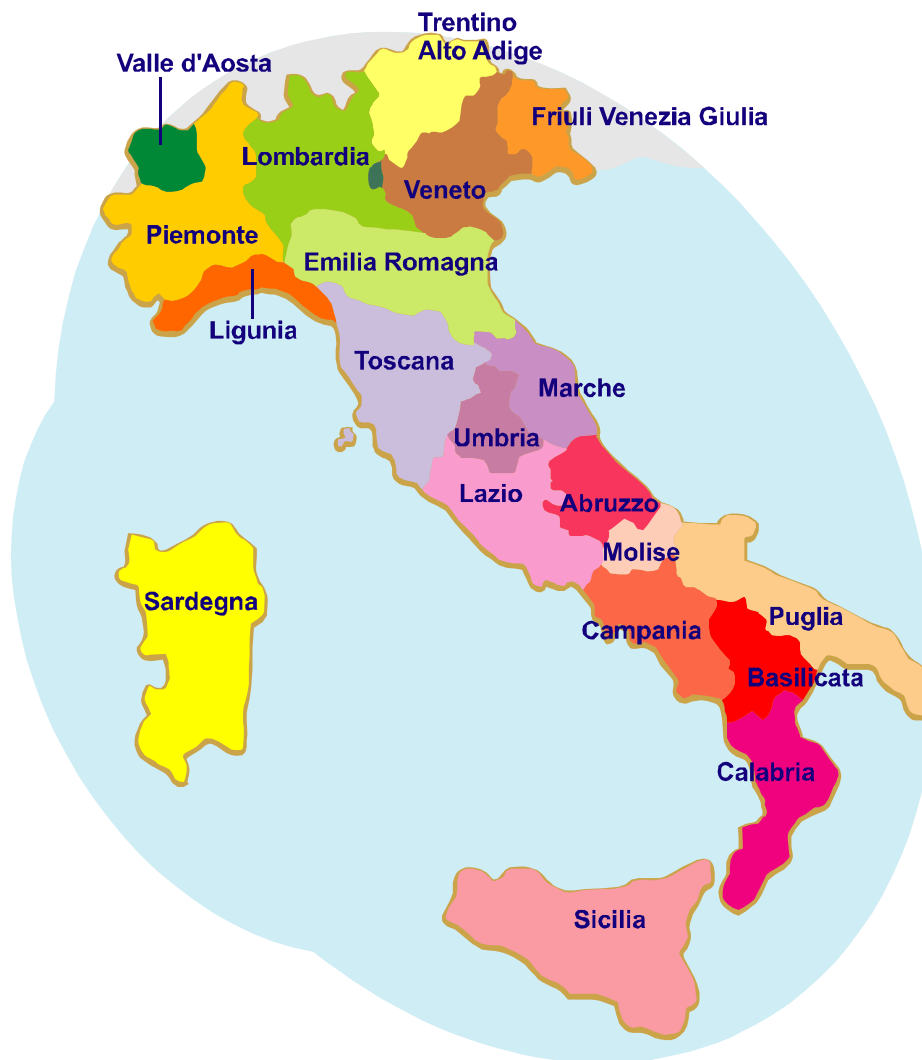 Trentino
Alto Adige
Valle d'Aosta
Friuli Venezia Giulia
Lombardia
Veneto
Piemonte
Emilia Romagna
Ligunia
Toscana
Marche
Umbria
Lazio
Abruzzo
Molise
Sardegna
Puglia
Campania
Basilicata
Calabria
Sicilia